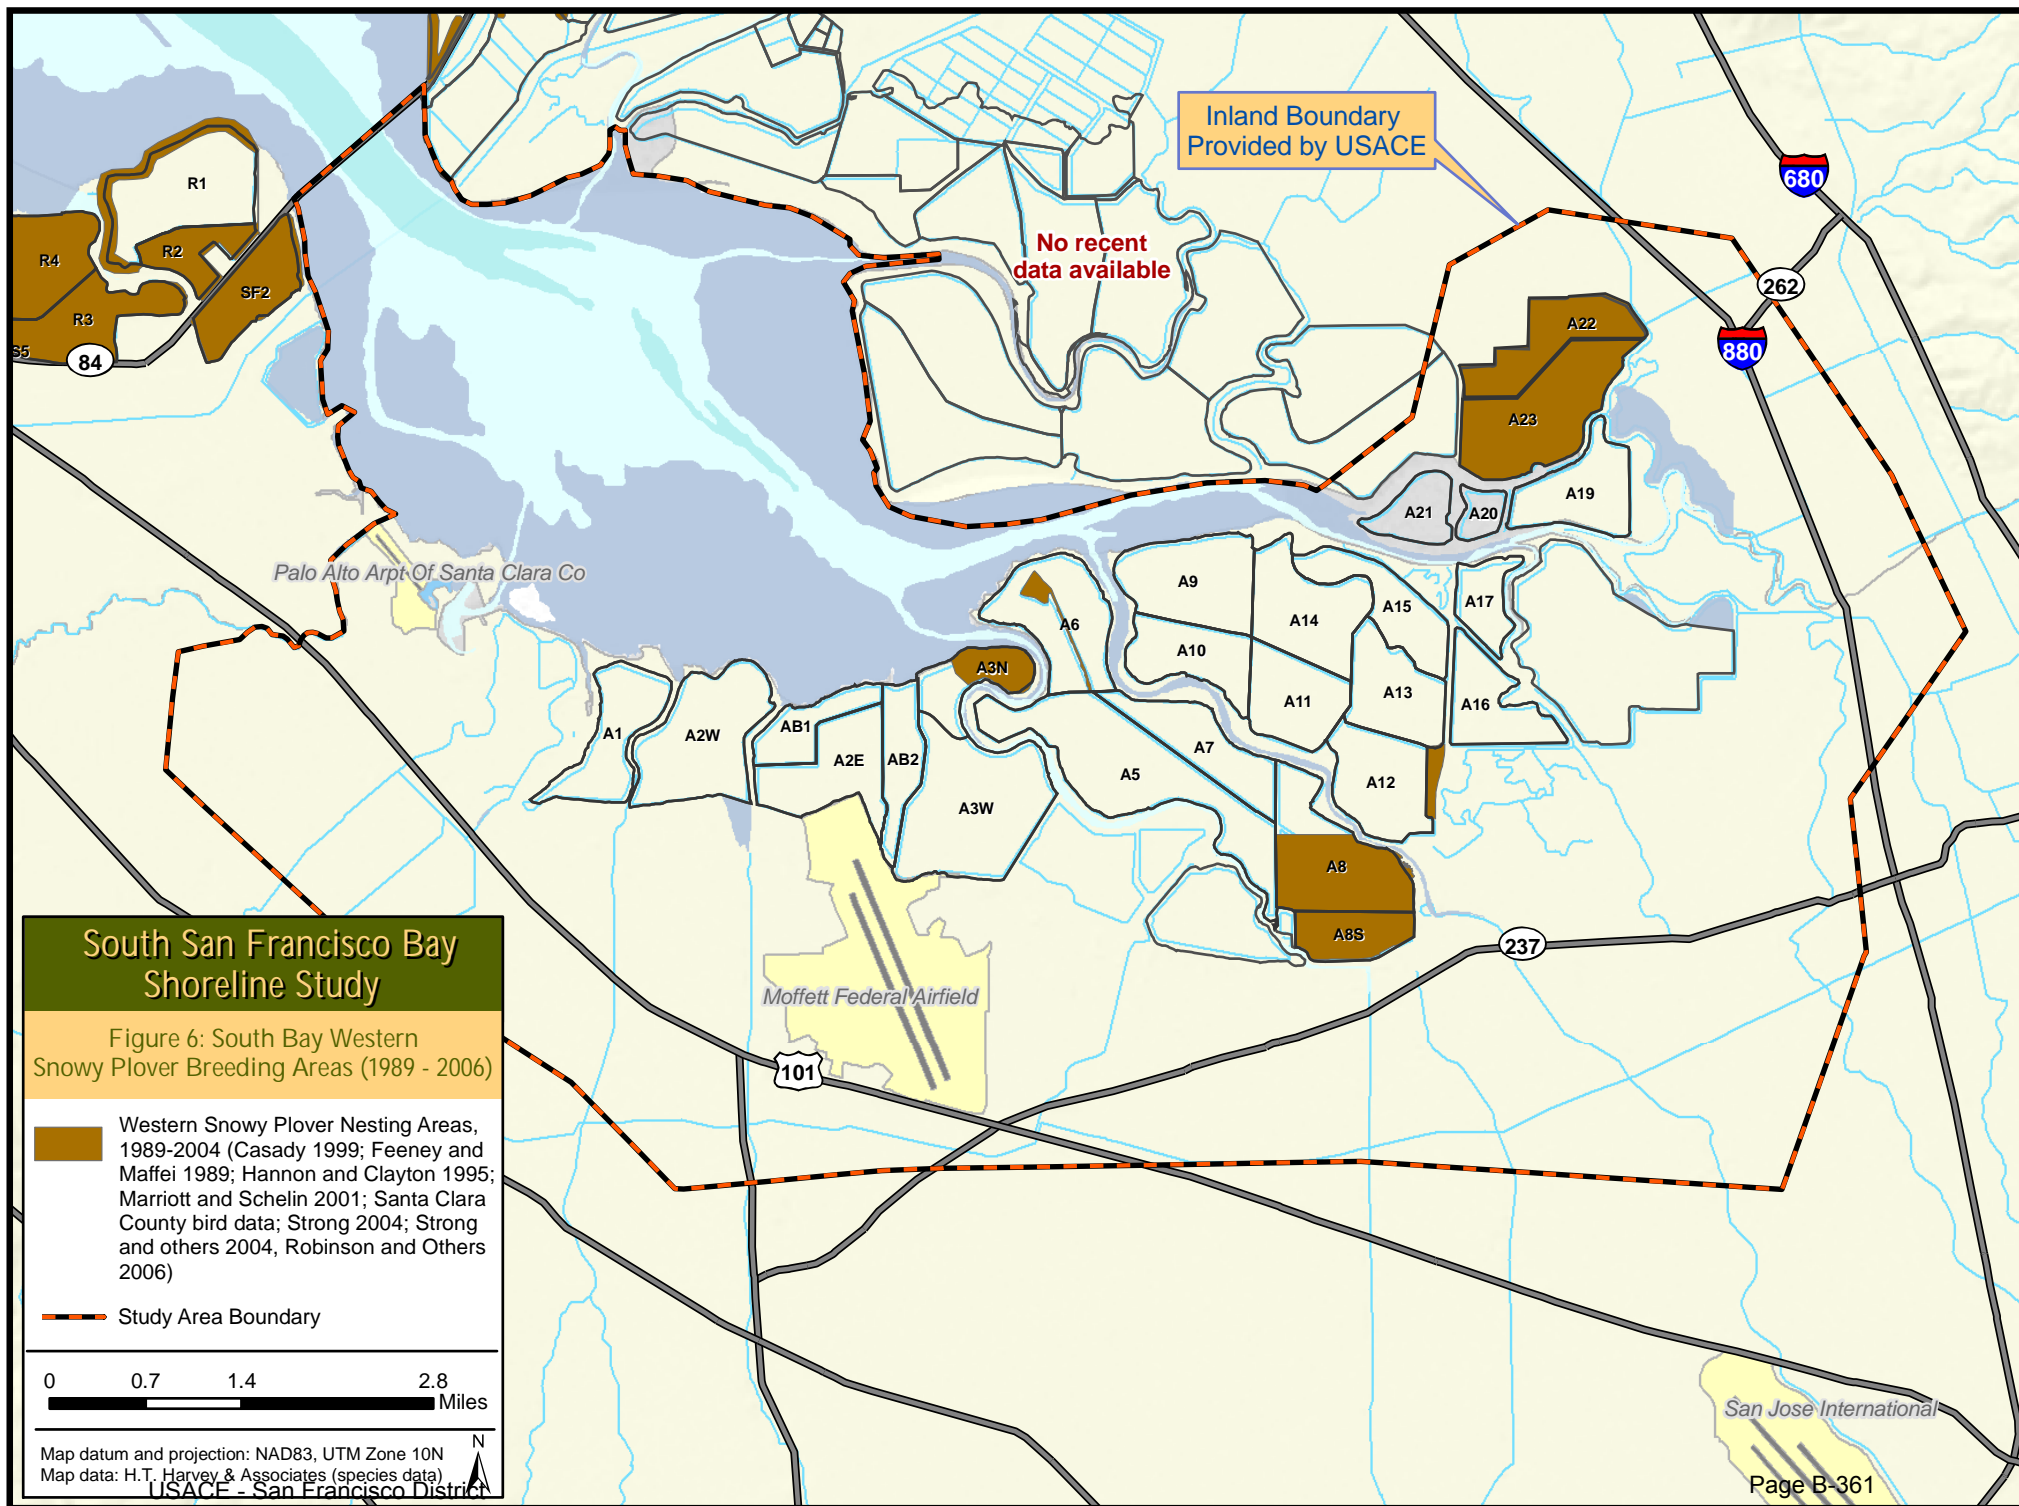 Inland Boundary
Provided by USACE
680
R1
No recent
data available
R2
R4
262
SF2
R3
A22
880
S5
84
A23
A19
A21
A20
Palo Alto Arpt Of Santa Clara Co
A9
A17
A15
A14
A6
A10
A3N
A13
A11
A16
AB1
A1
A2W
A7
A2E
AB2
A5
A12
A3W
A8
A8S
237
Moffett Federal Airfield
101
South San Francisco Bay
Shoreline Study
Figure 6: South Bay Western
Snowy Plover Breeding Areas (1989 - 2006)
Western Snowy Plover Nesting Areas,
1989-2004 (Casady 1999; Feeney and
Maffei 1989; Hannon and Clayton 1995;
Marriott and Schelin 2001; Santa Clara
County bird data; Strong 2004; Strong
and others 2004, Robinson and Others
2006)
Study Area Boundary
0 0.7 1.4 2.8
Miles
Map datum and projection: NAD83, UTM Zone 10N
Map data: H.T. Harvey & Associates (species data)
N
USACE - San Francisco District
San Jose International
Page B-361